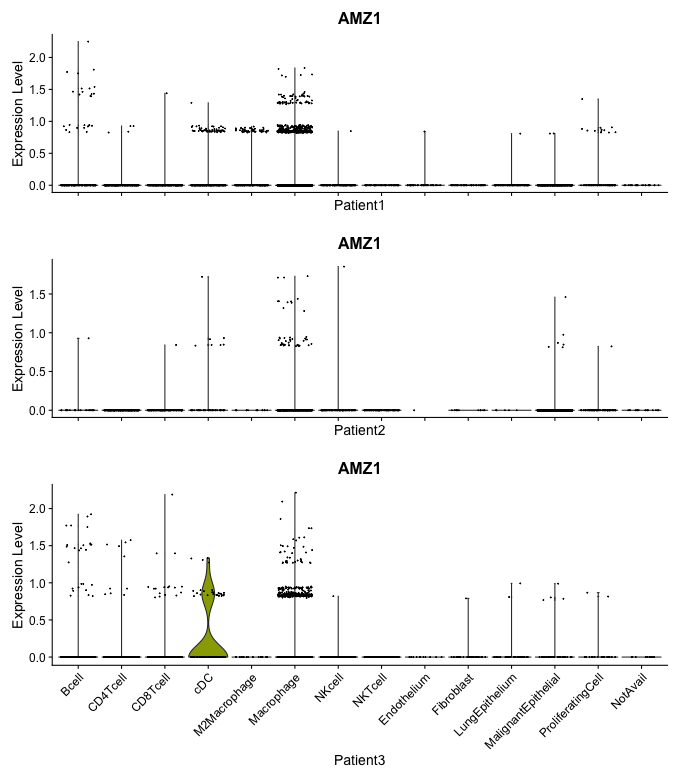 AMZ1
Expression Level
2.0
1.5
1.0
0.5
0.0
Patient1
AMZ1
Expression Level
1.5
1.0
0.5
0.0
Patient2
AMZ1
Expression Level
2.0
1.5
1.0
0.5
0.0
Bcell
CD4Tcell
CD8Tcell
cDC
M2Macrophage
Macrophage
NKcell
NKTcell
Endothelium
Fibroblast
LungEpithelium
MalignantEpithelial
ProliferatingCell
NotAvail
Patient3